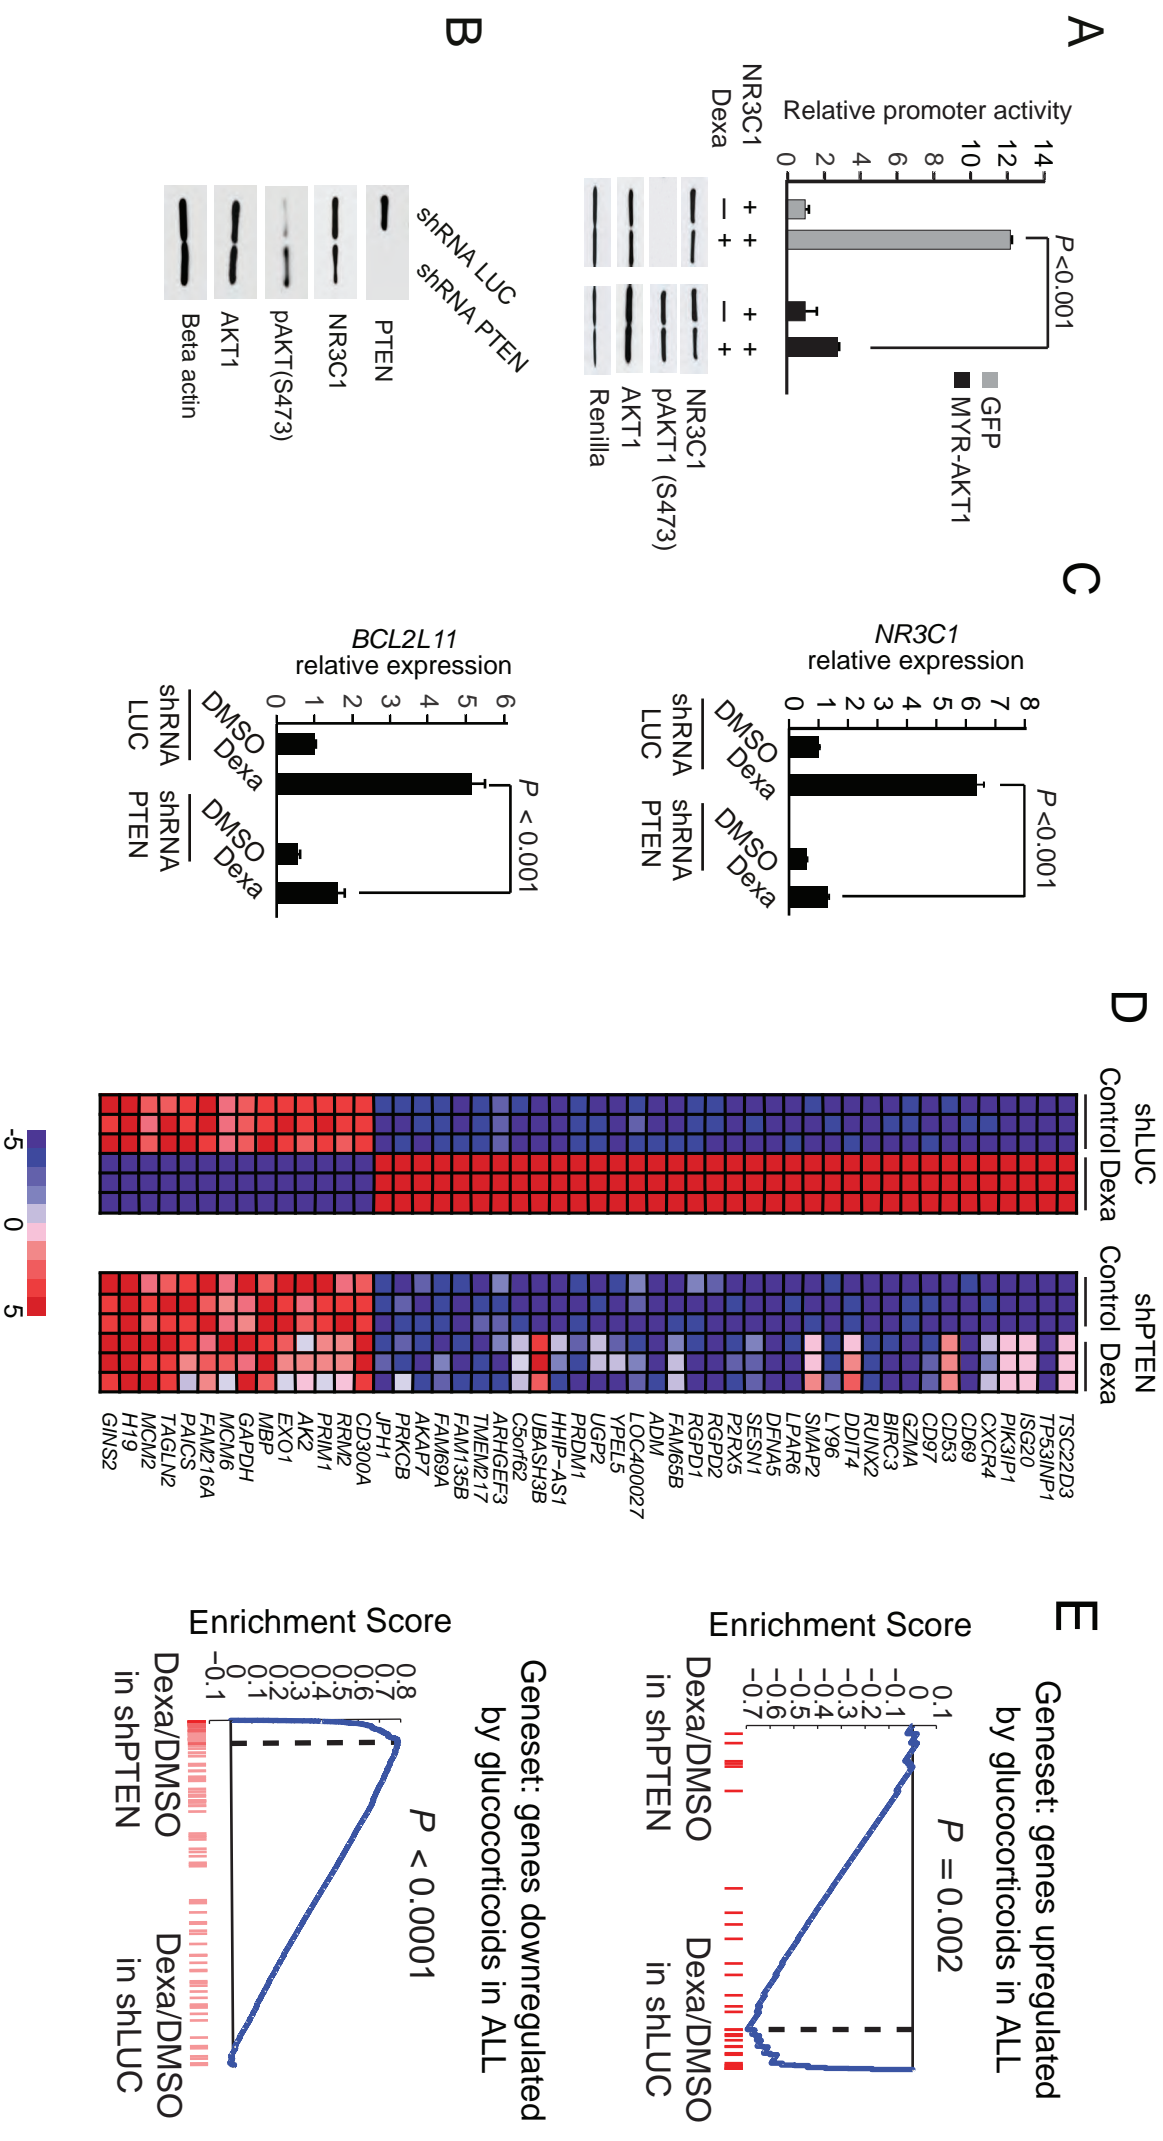 A
Relative promoter activity
14
12
10
8
6
4
2
0
P <0.001
GFP
MYR-AKT1
NR3C1 + + + +
Dexa – + – +
NR3C1
pAKT1 (S473)
AKT1
Renilla
B
shRNA LUC
shRNA PTEN
PTEN
NR3C1
pAKT(S473)
AKT1
Beta actin
C
NR3C1
relative expression
8
7
6
5
4
3
2
1
0
P <0.001
DMSO
Dexa
DMSO
Dexa
shRNA
LUC
shRNA
PTEN
BCL2L11
relative expression
6
5
4
3
2
1
0
P < 0.001
DMSO
Dexa
DMSO
Dexa
shRNA
LUC
shRNA
PTEN
D
shLUC
shPTEN
Control Dexa
Control Dexa
TSC22D3
TP53INP1
ISG20
PIK3IP1
CXCR4
CD69
CD53
CD97
GZMA
BIRC3
RUNX2
DDIT4
LY96
SMAP2
LPAR6
DFNA5
SESN1
P2RX5
RGPD2
RGPD1
FAM65B
ADM
LOC400027
YPEL5
UGP2
PRDM1
HHIP−AS1
UBASH3B
C5orf62
ARHGEF3
TMEM217
FAM135B
FAM69A
AKAP7
PRKCB
JPH1
CD300A
RRM2
PRIM1
AK2
EXO1
MBP
GAPDH
MCM6
FAM216A
PAICS
TAGLN2
MCM2
H19
GINS2
-5
0
5
E
Geneset: genes upregulated
by glucocorticoids in ALL
P = 0.002
Enrichment Score
0.1
0
−0.1
−0.2
−0.3
−0.4
−0.5
−0.6
−0.7
Dexa/DMSO
in shPTEN
Dexa/DMSO
in shLUC
Geneset: genes downregulated
by glucocorticoids in ALL
P < 0.0001
Enrichment Score
0.8
0.7
0.6
0.5
0.4
0.3
0.2
0.1
0
−0.1
Dexa/DMSO
in shPTEN
Dexa/DMSO
in shLUC